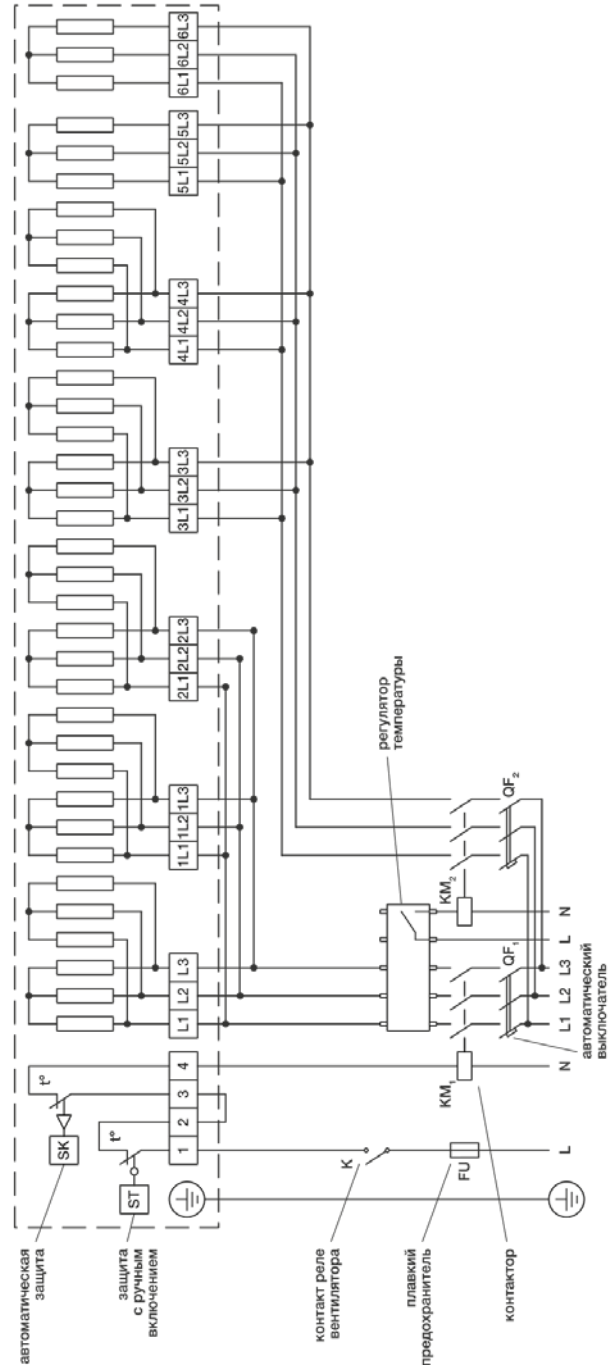 автоматическая
защита
защита
с ручным
включением
SK
t°
ST
t°
1
2
3
4
L1
L2
L3
1L1
1L2
1L3
2L1
2L2
2L3
3L1
3L2
3L3
4L1
4L2
4L3
5L1
5L2
5L3
6L1
6L2
6L3
контакт реле
вентилятора
K
плавкий
предохранитель
FU
контактор
KM1
QF1
регулятор
температуры
KM2
QF2
автоматический
выключатель
L
N
L1
L2
L3
L
N